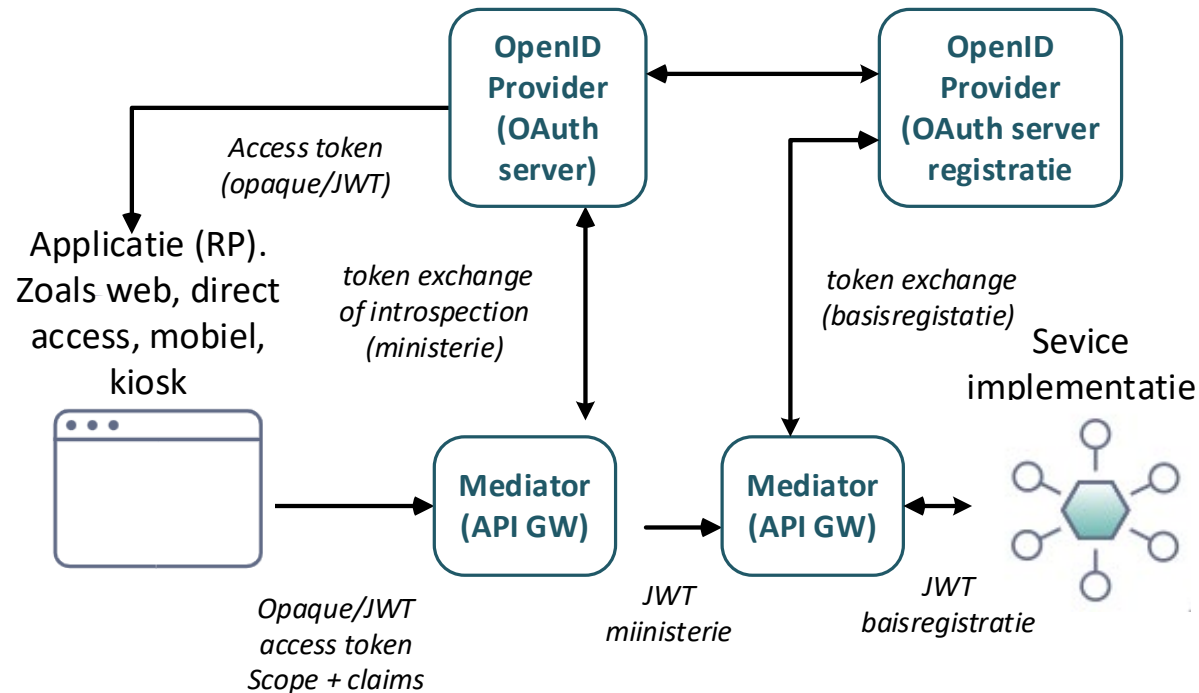 OpenID
Provider
(OAuth
server)
OpenID
Provider
(OAuth server
registratie
Access token
(opaque/JWT)
Applicatie (RP).
Zoals web, direct
access, mobiel,
kiosk
token exchange
of introspection
(ministerie)
token exchange
(basisregistatie)
Sevice
implementatie
Mediator
(API GW)
Mediator
(API GW)
Opaque/JWT
access token
Scope + claims
JWT
miinisterie
JWT
baisregistratie